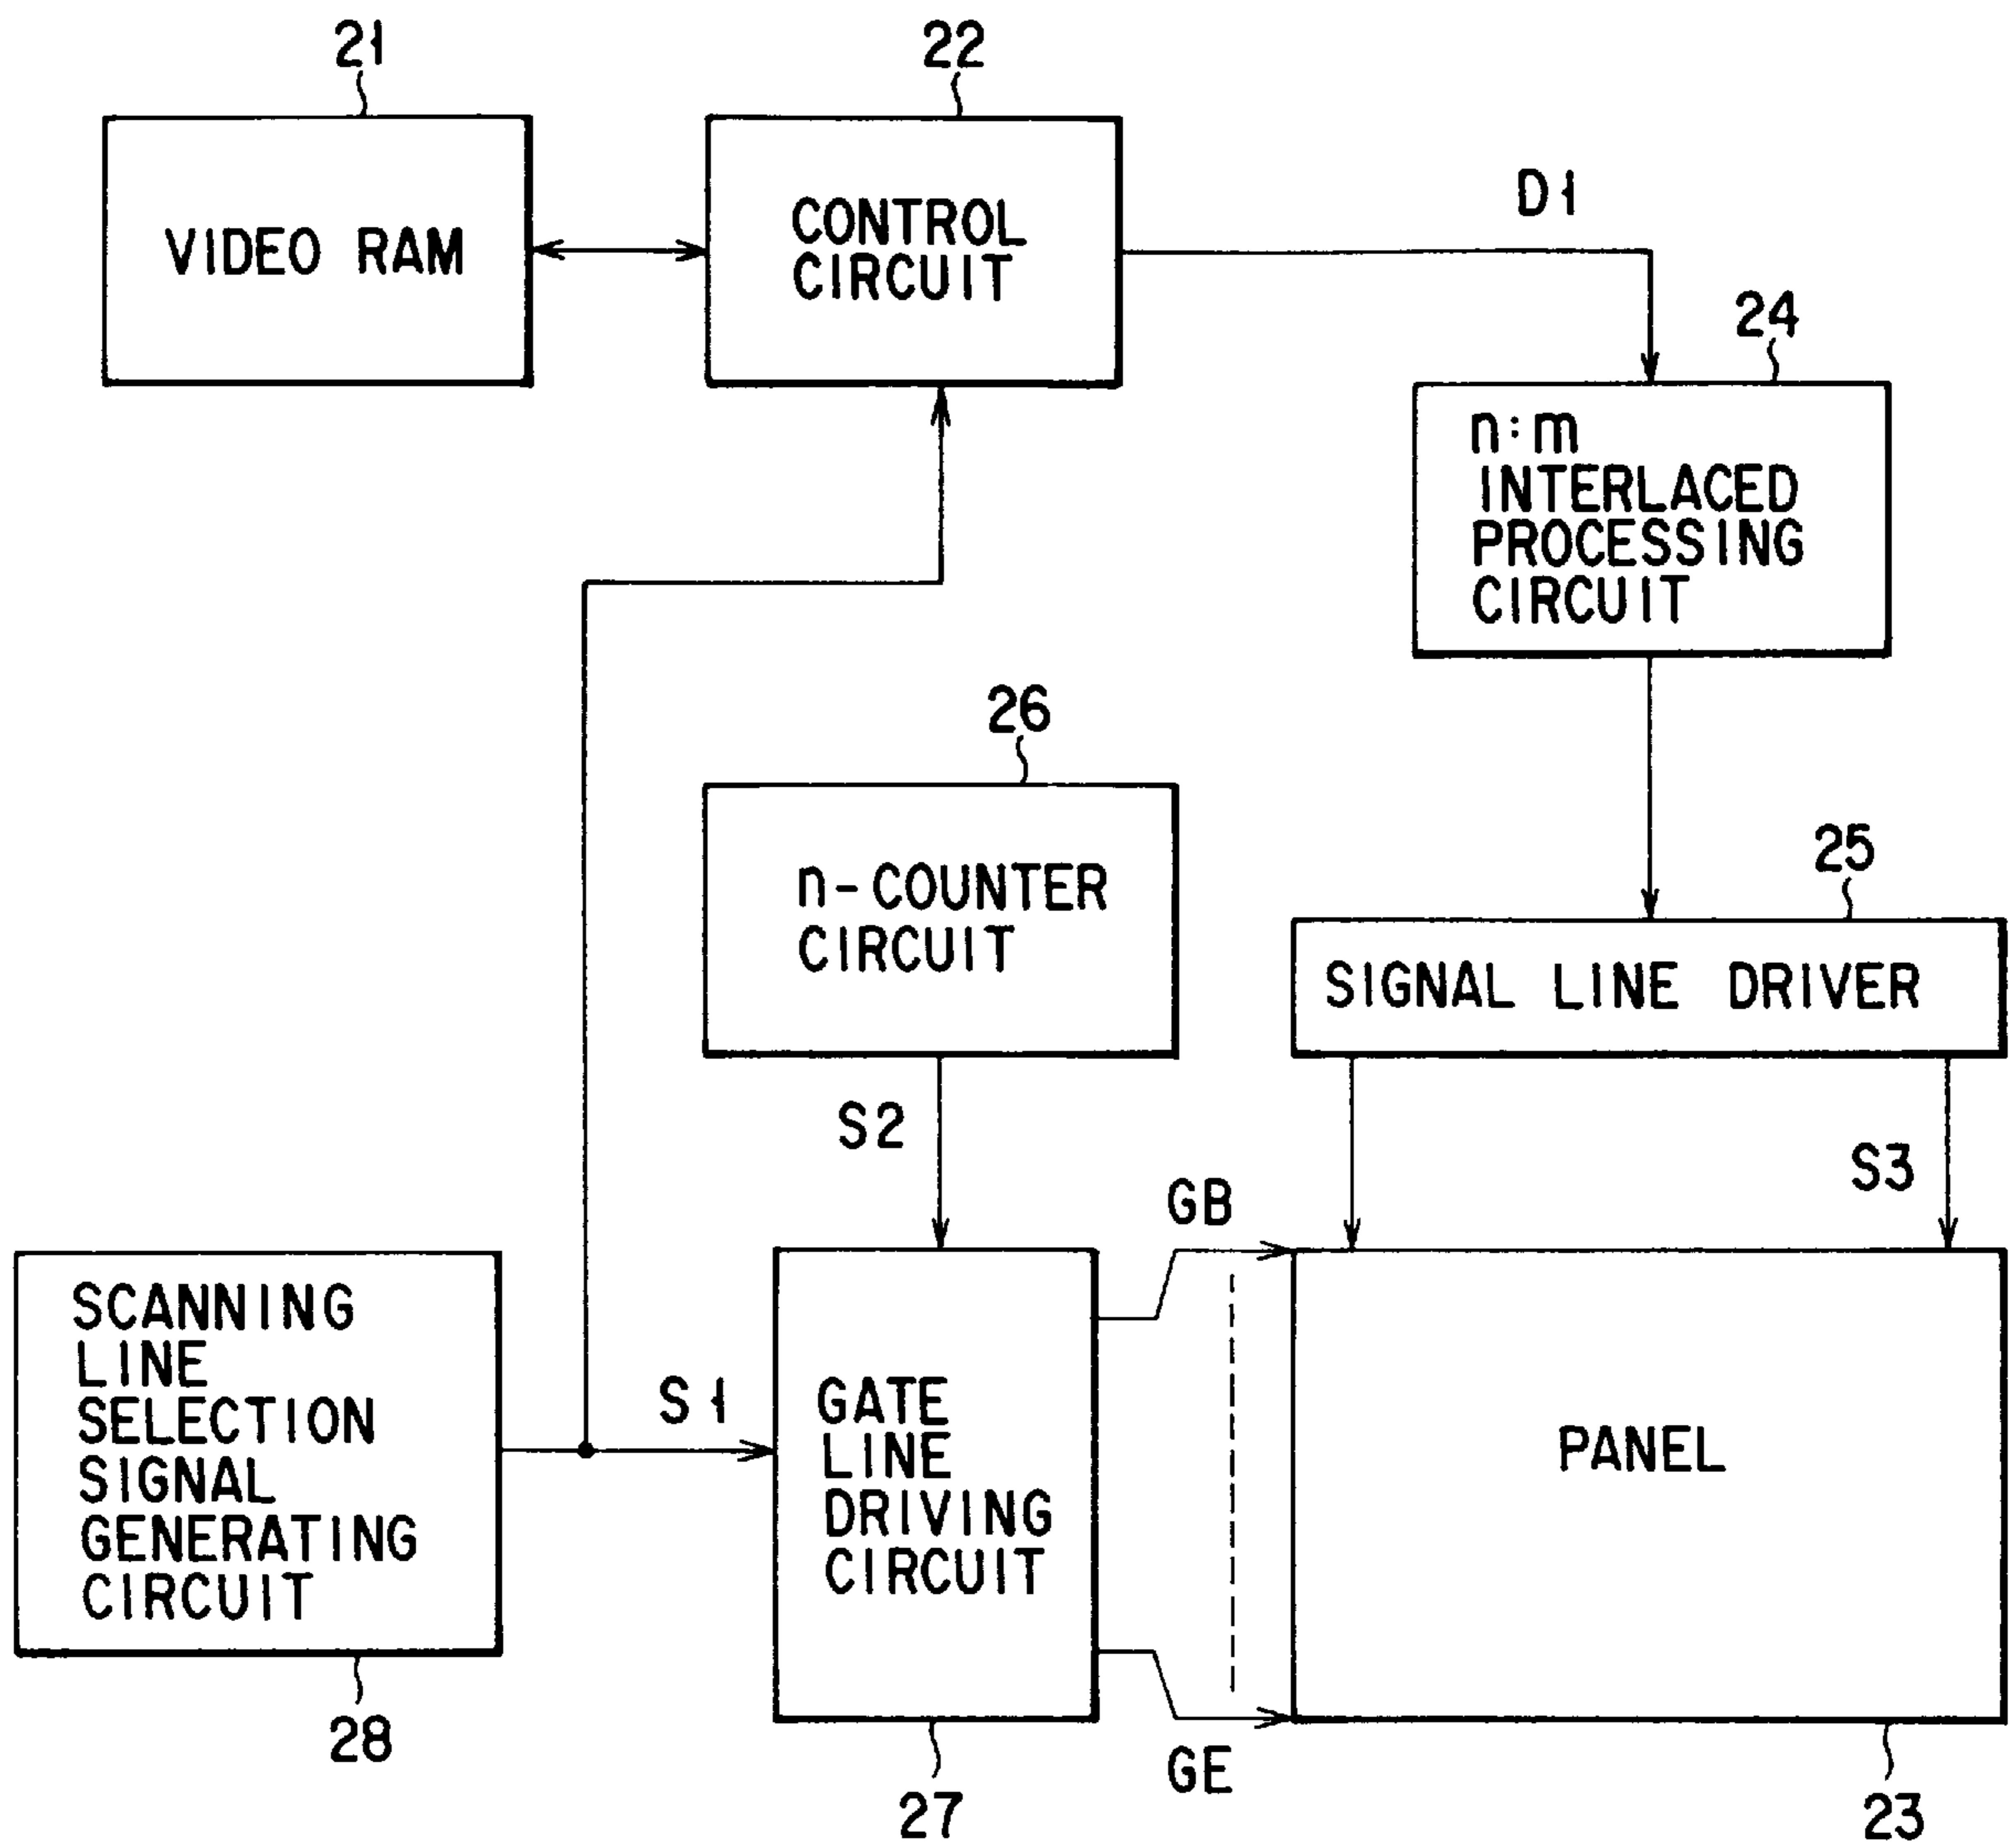 21
22
VIDEO RAM
CONTROL
CIRCUIT
D1
24
n:m
INTERLACED
PROCESSING
CIRCUIT
26
n-COUNTER
CIRCUIT
25
SIGNAL LINE DRIVER
S2
S3
GB
SCANNING
LINE
SELECTION
SIGNAL
GENERATING
CIRCUIT
S1
GATE
LINE
DRIVING
CIRCUIT
PANEL
28
GE
27
23